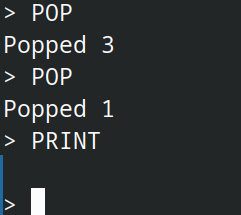 > POP
Popped 3
> POP
Popped 1
> PRINT

>